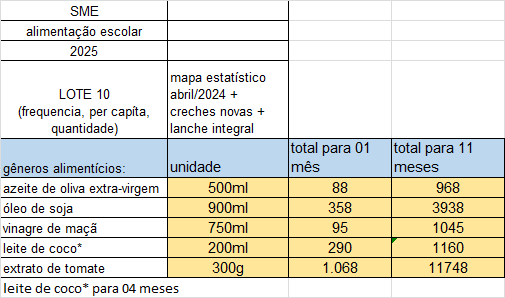 SME
alimentação escolar
2025
LOTE 10
(frequencia, per capíta,
quantidade)
mapa estatístico
abril/2024 +
creches novas +
lanche integral
gêneros alimentícios: unidade total para 01 mês total para 11 meses
azeite de oliva extra-virgem 500ml 88 968
óleo de soja 900ml 358 3938
vinagre de maçã 750ml 95 1045
leite de coco* 200ml 290 1160
extrato de tomate 300g 1.068 11748
leite de coco* para 04 meses